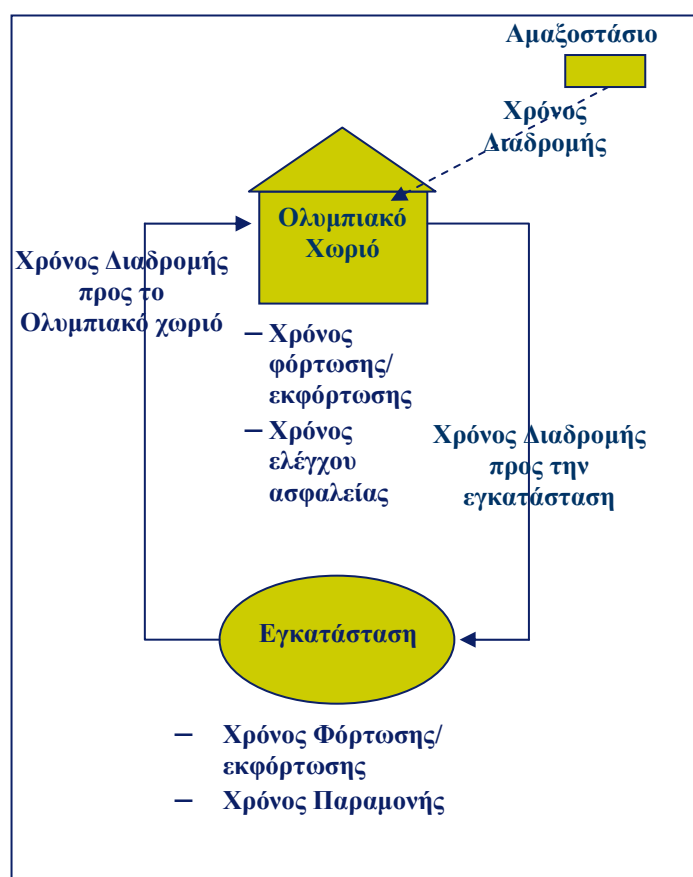 Αμαξοστάσιο
Χρόνος
Διαδρομής
Ολυμπιακό
Χωριό
Χρόνος Διαδρομής
προς το
Ολυμπιακό χωριό
– Χρόνος
φόρτωσης/
εκφόρτωσης
– Χρόνος
ελέγχου
ασφαλείας
Χρόνος Διαδρομής
προς την
εγκατάσταση
Εγκατάσταση
– Χρόνος Φόρτωσης/
εκφόρτωσης
– Χρόνος Παραμονής